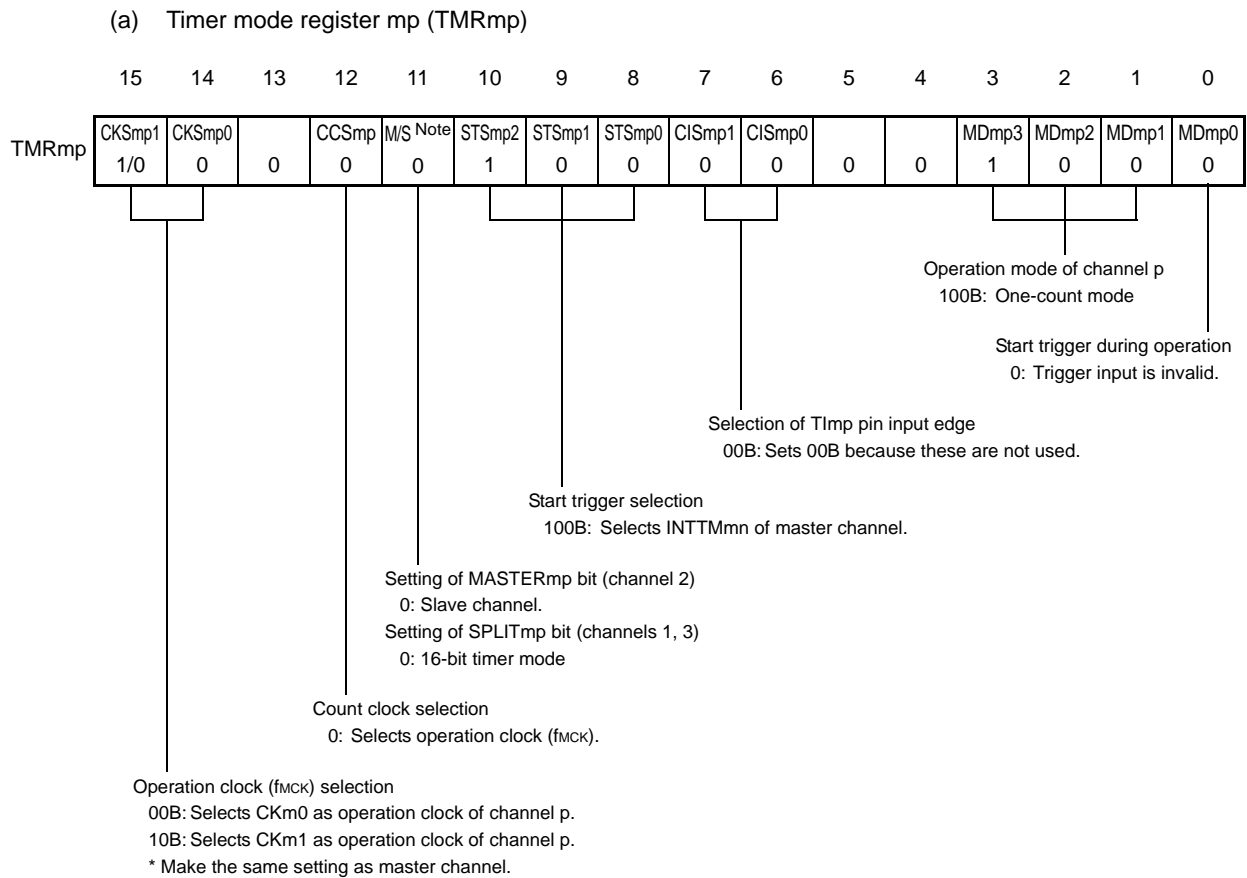 (a) Timer mode register mp (TMRmp)
15 14 13 12 11 10 9 8 7 6 5 4 3 2 1 0
CKSmp1 CKSmp0 CCSmp M/S Note STSmp2 STSmp1 STSmp0 CISmp1 CISmp0 MDmp3 MDmp2 MDmp1 MDmp0
TMRmp
1/0 0 0 0 0 1 0 0 0 0 0 0 1 0 0 0
Operation mode of channel p
100B: One-count mode
Start trigger during operation
0: Trigger input is invalid.
Selection of TImp pin input edge
00B: Sets 00B because these are not used.
Start trigger selection
100B: Selects INTTMmn of master channel.
Setting of MASTERmp bit (channel 2)
0: Slave channel.
Setting of SPLITmp bit (channels 1, 3)
0: 16-bit timer mode
Count clock selection
0: Selects operation clock (fMCK).
Operation clock (fMCK) selection
00B: Selects CKm0 as operation clock of channel p.
10B: Selects CKm1 as operation clock of channel p.
* Make the same setting as master channel.